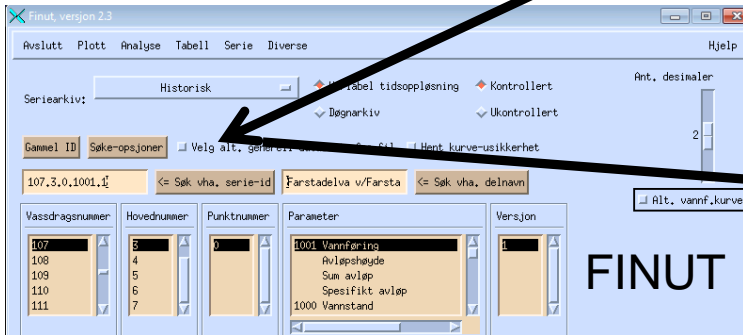 Finut, versjon 2.3
Avslutt Plott Analyse Tabell Serie Diverse Hjelp
Seriearkiv: Historisk tidsoppløsning Kontrollert Ant. desimaler
Døgnarkiv Ukontrollert
2
Gammel ID Søke-opsjoner Velg alt. Hent kurve-usikkerhet
107.3.0.1001.1 <= Søk vha. serie-id Farstadelva v/Farsta <= Søk vha. delnavn
Alt. vannf.kurve
Vassdragsnummer Hovednummer Punktnummer Parameter Versjon
107 3 0 1001 Vannføring 1
108 4 Avløpshøyde
109 5 Sum avløp
110 6 Spesifikt avløp
111 7 1000 Vannstand
FINUT